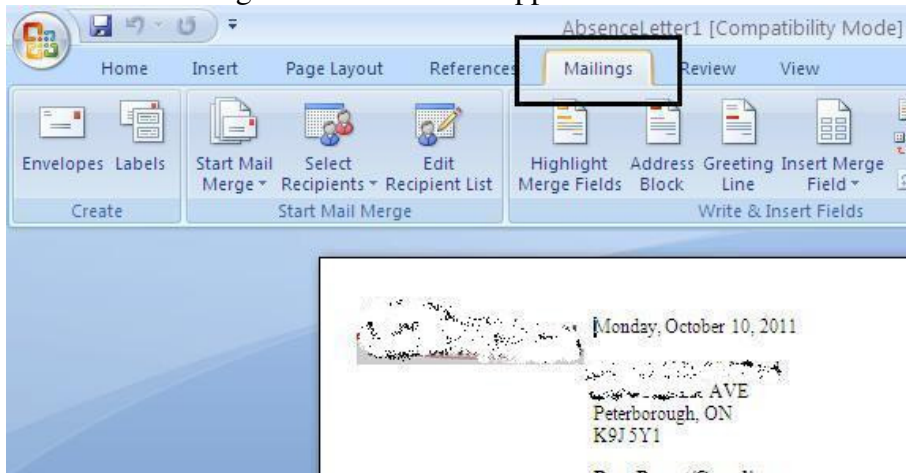 AbsenceLetter1 [Compatibility Mode]
Home Insert Page Layout References Mailings Review View
Envelopes Labels Start Mail Merge Select Recipients Edit Recipient List Highlight Merge Fields Address Block Greeting Line Insert Merge Field
Create Start Mail Merge Write & Insert Fields
Monday, October 10, 2011
AVE
Peterborough, ON
K9J 5Y1